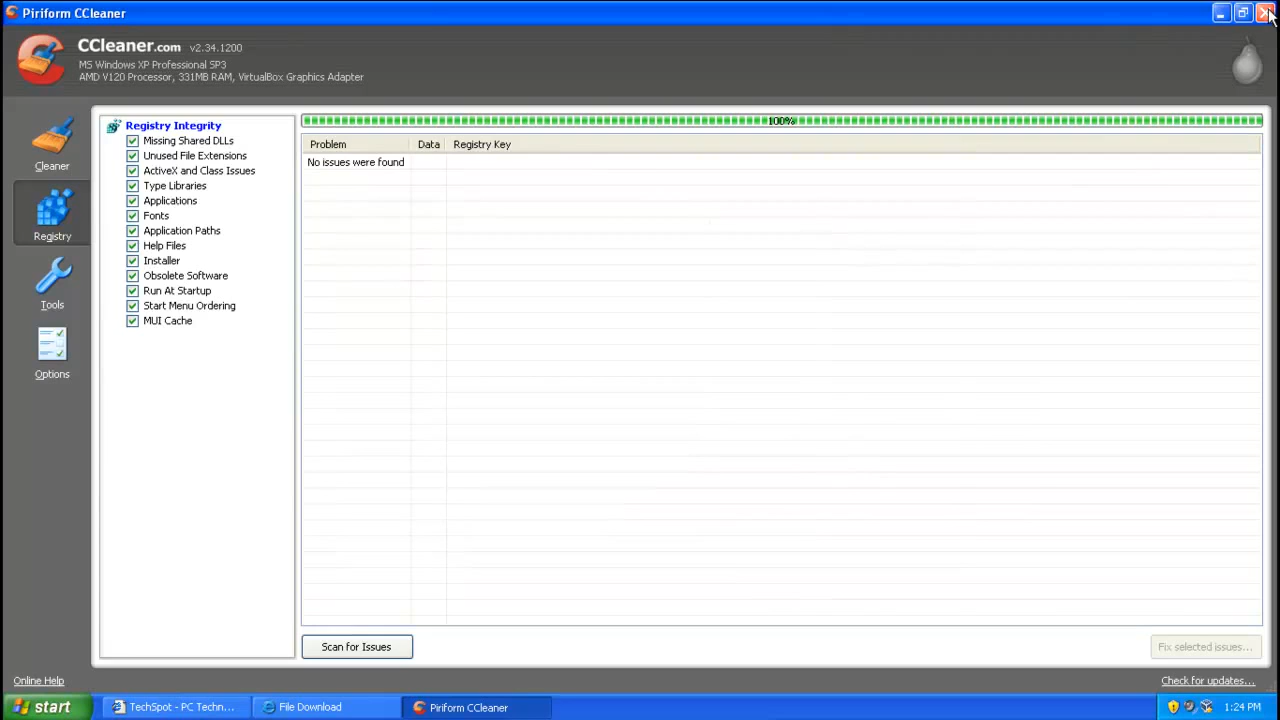 Piriform CCleaner
CCleaner.com v2.34.1200
MS Windows XP Professional SP3
AMD V120 Processor, 331MB RAM, VirtualBox Graphics Adapter
Cleaner
Registry
Tools
Options
Registry Integrity
Missing Shared DLLs
Unused File Extensions
ActiveX and Class Issues
Type Libraries
Applications
Fonts
Application Paths
Help Files
Installer
Obsolete Software
Run At Startup
Start Menu Ordering
MUI Cache
100%
Problem Data Registry Key
No issues were found
Scan for Issues
Fix selected issues...
Online Help
Check for updates...
start
TechSpot - PC Techn...
File Download
Piriform CCleaner
1:24 PM